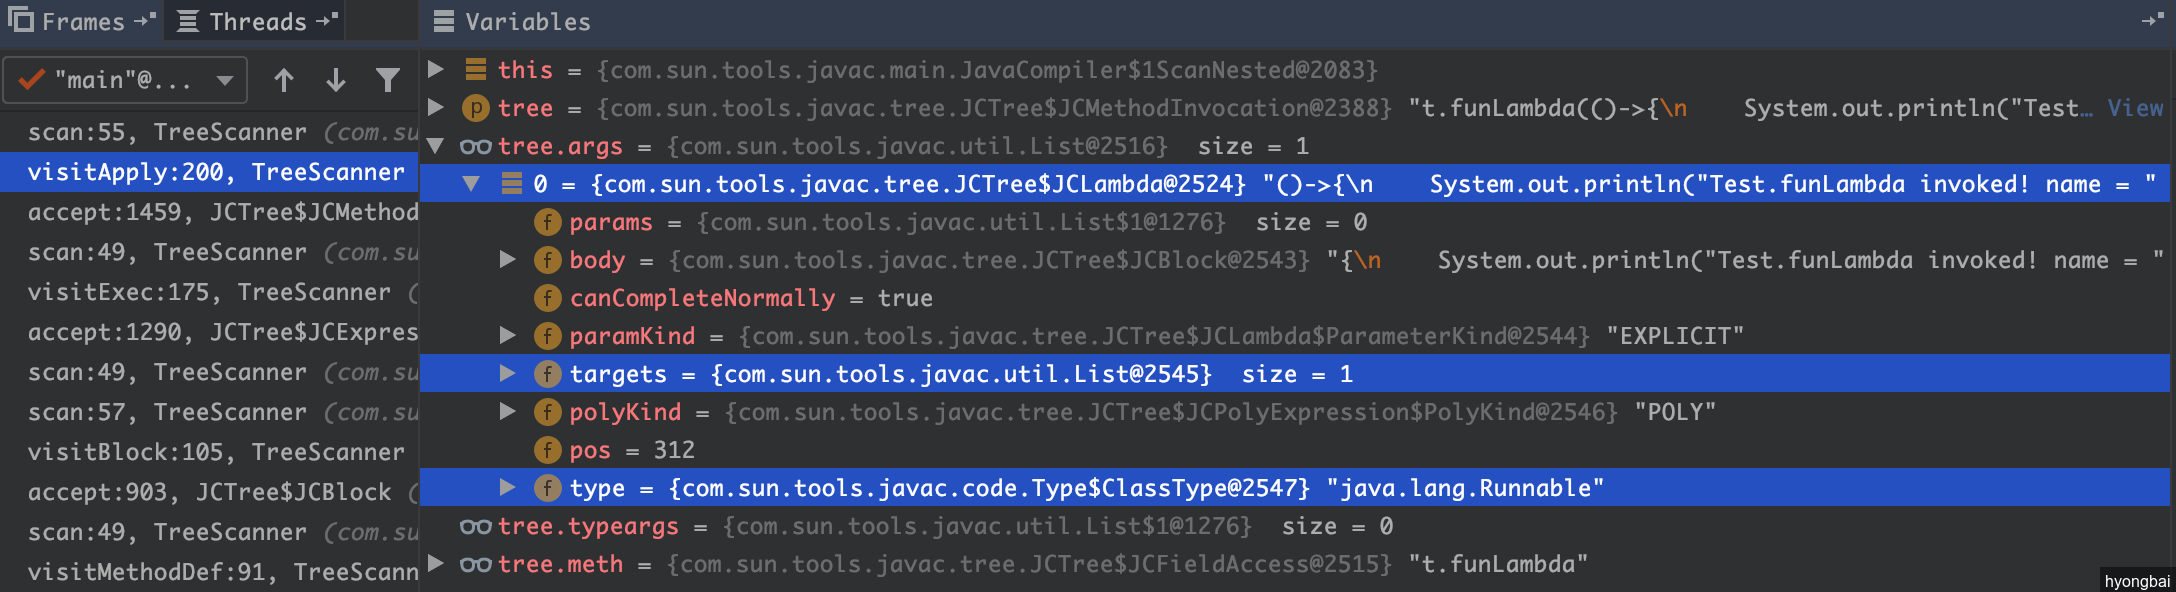 Frames
Threads
Variables
"main"@...
scan:55, TreeScanner (com.su
visitApply:200, TreeScanner
accept:1459, JCTree$JCMethod
scan:49, TreeScanner (com.su
visitExec:175, TreeScanner (
accept:1290, JCTree$JCExpres
scan:49, TreeScanner (com.su
scan:57, TreeScanner (com.su
visitBlock:105, TreeScanner
accept:903, JCTree$JCBlock (
scan:49, TreeScanner (com.su
visitMethodDef:91, TreeScann
this = {com.sun.tools.javac.main.JavaCompiler$1ScanNested@2083}
p tree = {com.sun.tools.javac.tree.JCTree$JCMethodInvocation@2388} "t.funLambda(()->{\n    System.out.println("Test… View
tree.args = {com.sun.tools.javac.util.List@2516} size = 1
0 = {com.sun.tools.javac.tree.JCTree$JCLambda@2524} "()->{\n    System.out.println("Test.funLambda invoked! name = "
f params = {com.sun.tools.javac.util.List$1@1276} size = 0
f body = {com.sun.tools.javac.tree.JCTree$JCBlock@2543} "{\n    System.out.println("Test.funLambda invoked! name = "
f canCompleteNormally = true
f paramKind = {com.sun.tools.javac.tree.JCTree$JCLambda$ParameterKind@2544} "EXPLICIT"
f targets = {com.sun.tools.javac.util.List@2545} size = 1
f polyKind = {com.sun.tools.javac.tree.JCTree$JCPolyExpression$PolyKind@2546} "POLY"
f pos = 312
f type = {com.sun.tools.javac.code.Type$ClassType@2547} "java.lang.Runnable"
tree.typeargs = {com.sun.tools.javac.util.List$1@1276} size = 0
tree.meth = {com.sun.tools.javac.tree.JCTree$JCFieldAccess@2515} "t.funLambda"
hyongbai